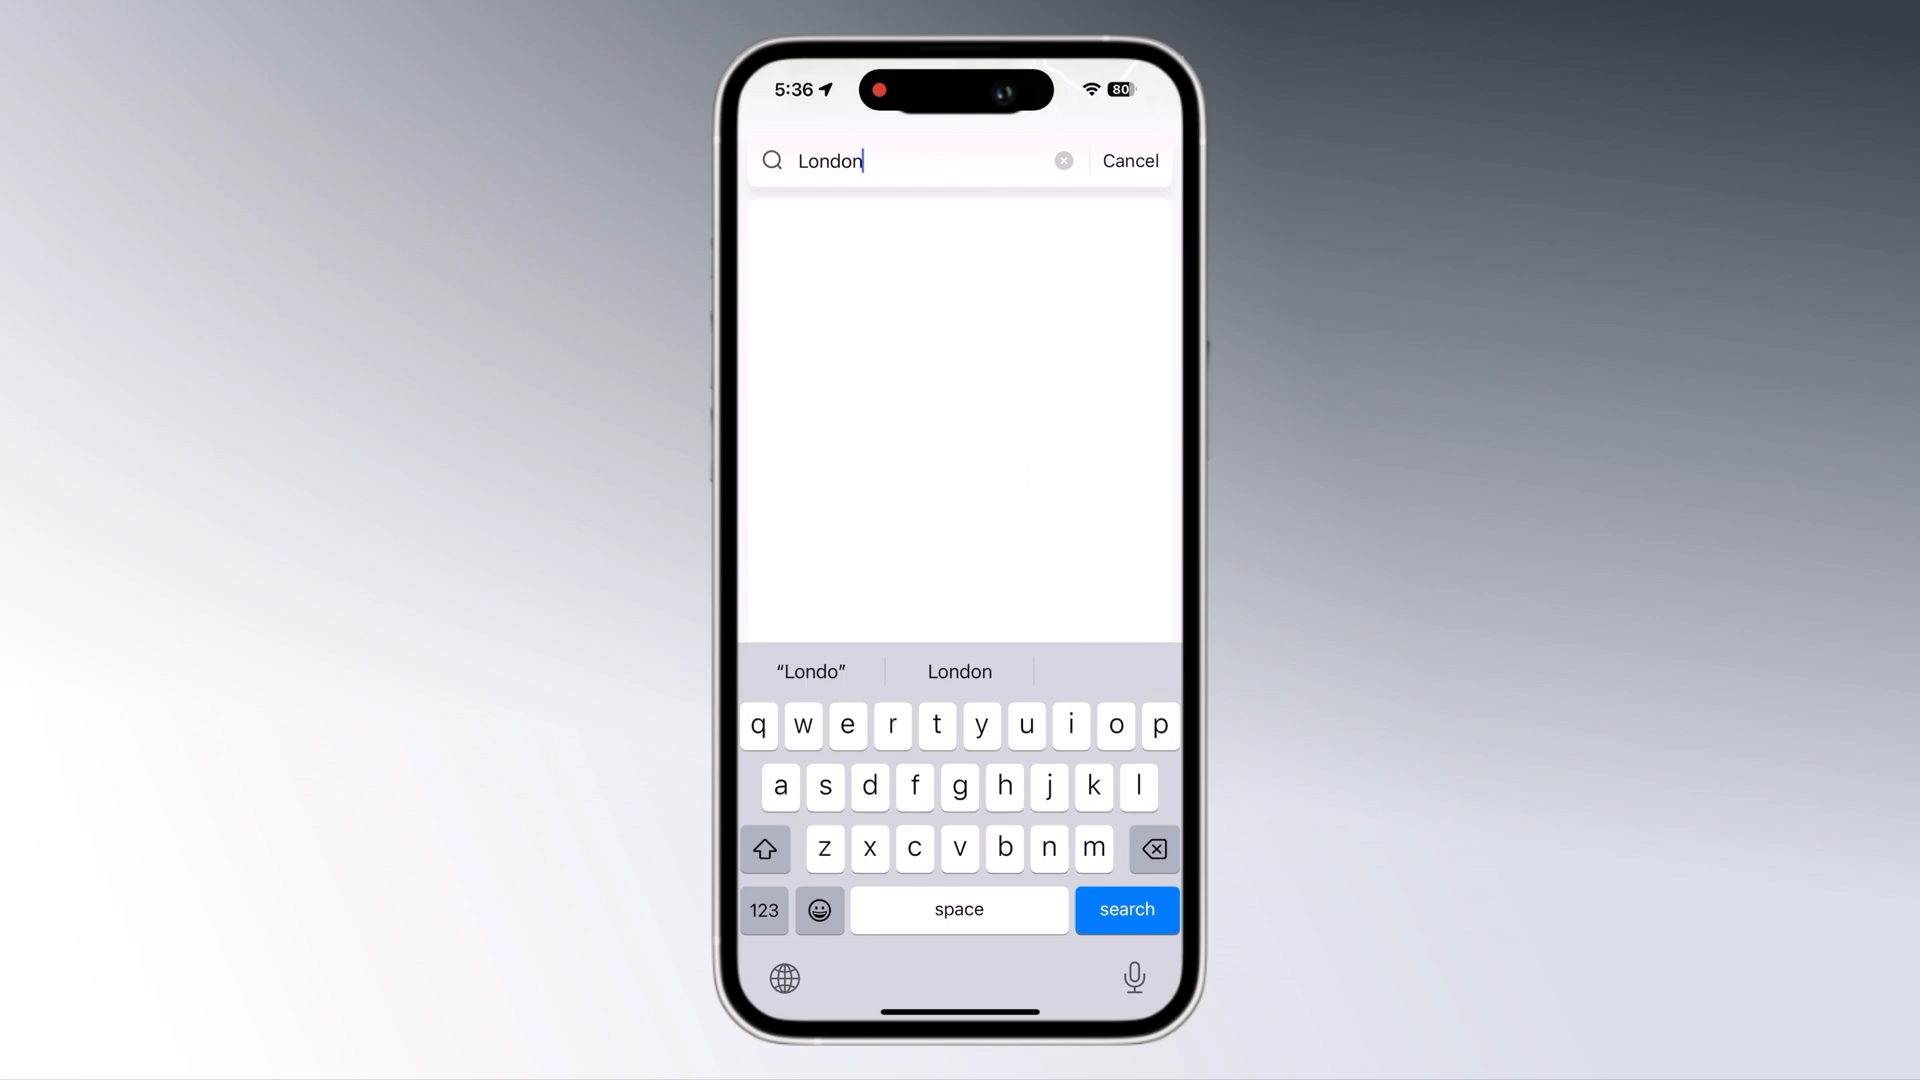 5:36 80
London Cancel
“Londo” London
q w e r t y u i o p
a s d f g h j k l
z x c v b n m
123 space search